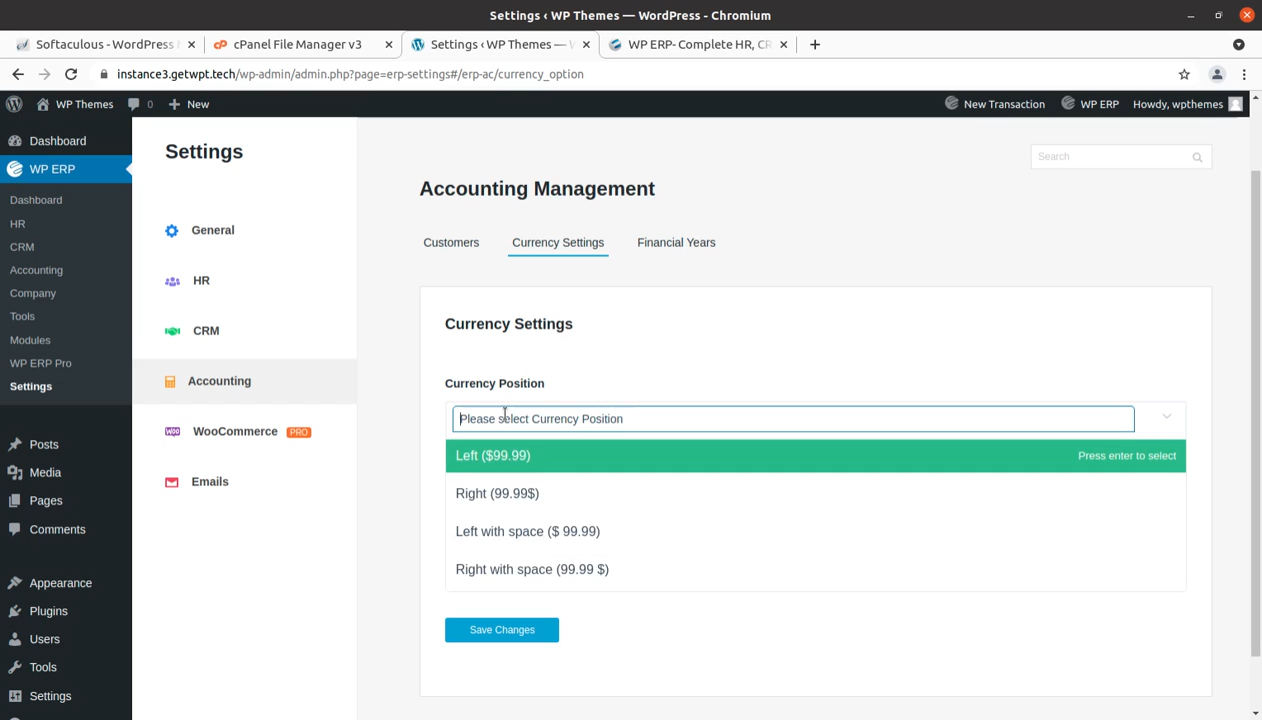 Settings ‹ WP Themes — WordPress - Chromium
Softaculous - WordPress
cPanel File Manager v3
Settings ‹ WP Themes —
WP ERP- Complete HR, CR
instance3.getwpt.tech/wp-admin/admin.php?page=erp-settings#/erp-ac/currency_option
WP Themes
0
New
New Transaction
WP ERP
Howdy, wpthemes
Dashboard
WP ERP
Dashboard
HR
CRM
Accounting
Company
Tools
Modules
WP ERP Pro
Settings
Posts
Media
Pages
Comments
Appearance
Plugins
Users
Tools
Settings
Settings
General
HR
CRM
Accounting
WOO
WooCommerce PRO
Emails
Search
Accounting Management
Customers
Currency Settings
Financial Years
Currency Settings
Currency Position
Please select Currency Position
Left ($99.99)
Press enter to select
Right (99.99$)
Left with space ($ 99.99)
Right with space (99.99 $)
Save Changes